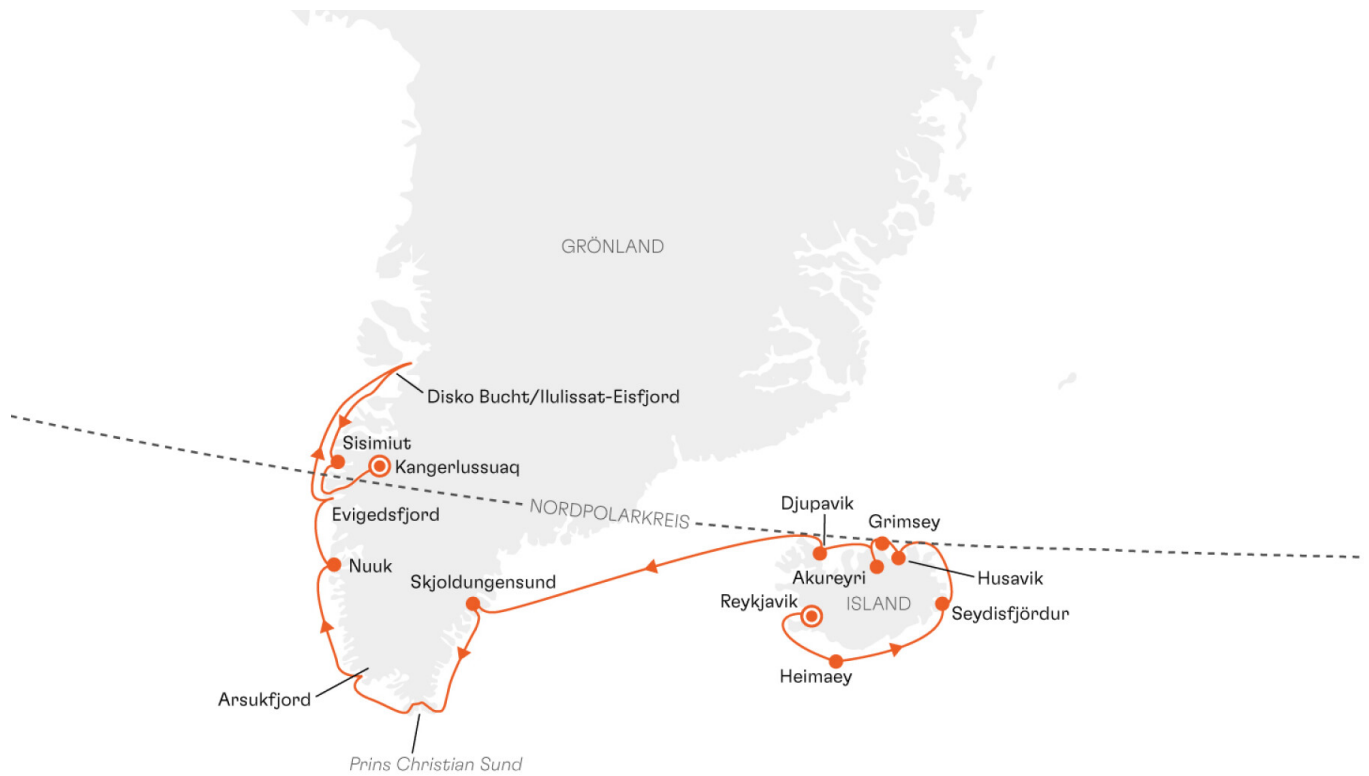 GRÖNLAND
Disko Bucht/Ilulissat-Eisfjord
Sisimiut
Kangerlussuaq
Evigedsfjord
NORDPOLARKREIS
Djupavik
Grimsey
Nuuk
Skjoldungensund
Akureyri
Husavik
Reykjavik
ISLAND
Seydisfjördur
Heimaey
Arsukfjord
Prins Christian Sund